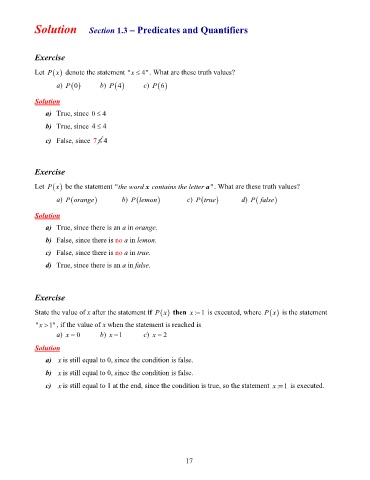 Solution Section 1.3 – Predicates and Quantifiers
Exercise
Let P(x) denote the statement "x ≤ 4". What are these truth values?
a) P(0) b) P(4) c) P(6)
Solution
a) True, since 0 ≤ 4
b) True, since 4 ≤ 4
c) False, since 7 ≰ 4
Exercise
Let P(x) be the statement "the word x contains the letter a". What are these truth values?
a) P(orange) b) P(lemon) c) P(true) d) P(false)
Solution
a) True, since there is an a in orange.
b) False, since there is no a in lemon.
c) False, since there is no a in true.
d) True, since there is an a in false.
Exercise
State the value of x after the statement if P(x) then x := 1 is executed, where P(x) is the statement
"x > 1", if the value of x when the statement is reached is
a) x = 0 b) x = 1 c) x = 2
Solution
a) x is still equal to 0, since the condition is false.
b) x is still equal to 0, since the condition is false.
c) x is still equal to 1 at the end, since the condition is true, so the statement x := 1 is executed.
17